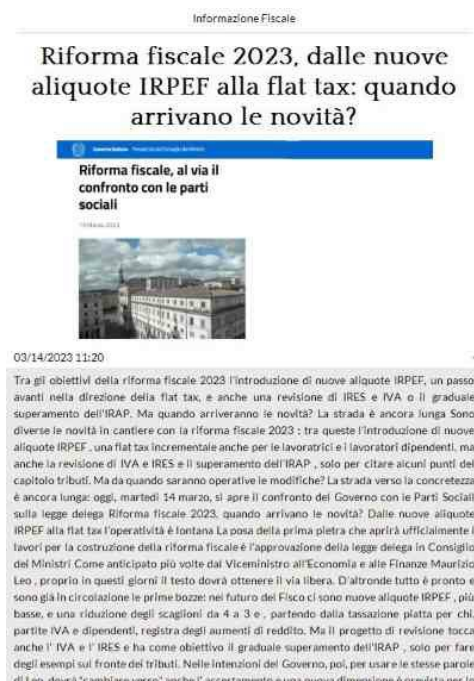 Informazione Fiscale
Riforma fiscale 2023, dalle nuove
aliquote IRPEF alla flat tax: quando
arrivano le novità?
Riforma fiscale, al via il
confronto con le parti
sociali
03/14/2023 11:20
Tra gli obiettivi della riforma fiscale 2023 l'introduzione di nuove aliquote IRPEF, un passo
avanti nella direzione della flat tax, e anche una revisione di IRES e IVA o il graduale
superamento dell'IRAP. Ma quando arriveranno le novità? La strada è ancora lunga Sono
diverse le novità in cantiere con la riforma fiscale 2023 : tra queste l'introduzione di nuove
aliquote IRPEF , una flat tax incrementale anche per le lavoratrici e i lavoratori dipendenti, ma
anche la revisione di IVA e IRES e il superamento dell'IRAP , solo per citare alcuni punti del
capitolo tributi. Ma da quando saranno operative le modifiche? La strada verso la concretezza
è ancora lunga: oggi, martedì 14 marzo, si apre il confronto del Governo con le Parti Sociali
sulla legge delega Riforma fiscale 2023, quando arrivano le novità? Dalle nuove aliquote
IRPEF alla flat tax l'operatività è lontana La posa della prima pietra che aprirà ufficialmente i
lavori per la costruzione della riforma fiscale è l'approvazione della legge delega in Consiglio
dei Ministri Come anticipato più volte dal Viceministro all'Economia e alle Finanze Maurizio
Leo , proprio in questi giorni il testo dovrà ottenere il via libera. D'altronde tutto è pronto e
sono già in circolazione le prime bozze: nel futuro del Fisco ci sono nuove aliquote IRPEF , più
basse, e una riduzione degli scaglioni da 4 a 3 e , partendo dalla tassazione piatta per chi,
partite IVA e dipendenti, registra degli aumenti di reddito. Ma il progetto di revisione tocca
anche l' IVA e l' IRES e ha come obiettivo il graduale superamento dell'IRAP , solo per fare
degli esempi sul fronte dei tributi. Nelle intenzioni del Governo, poi, per usare le stesse parole
di Leo, dovrà "cambiare verso" anche l' accertamento e una nuova dimensione è prevista per